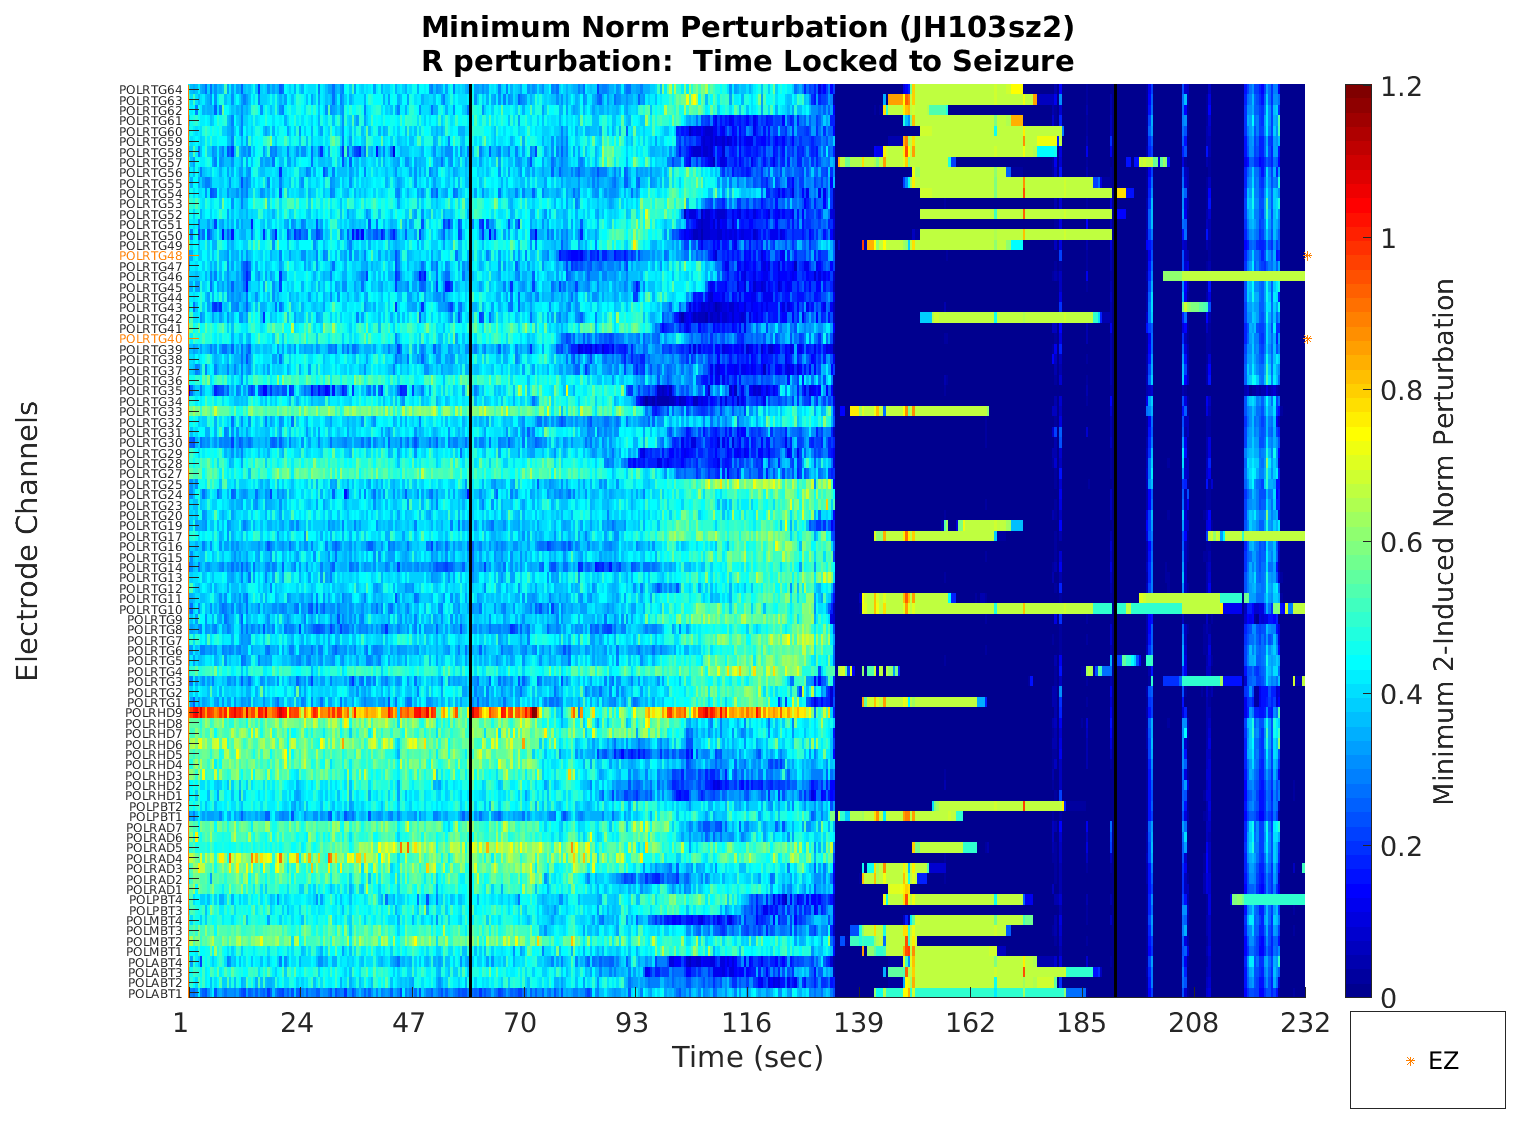 Minimum Norm Perturbation (JH103sz2)
R perturbation:  Time Locked to Seizure
Electrode Channels
POLRTG64
POLRTG63
POLRTG62
POLRTG61
POLRTG60
POLRTG59
POLRTG58
POLRTG57
POLRTG56
POLRTG55
POLRTG54
POLRTG53
POLRTG52
POLRTG51
POLRTG50
POLRTG49
POLRTG48
POLRTG47
POLRTG46
POLRTG45
POLRTG44
POLRTG43
POLRTG42
POLRTG41
POLRTG40
POLRTG39
POLRTG38
POLRTG37
POLRTG36
POLRTG35
POLRTG34
POLRTG33
POLRTG32
POLRTG31
POLRTG30
POLRTG29
POLRTG28
POLRTG27
POLRTG25
POLRTG24
POLRTG23
POLRTG20
POLRTG19
POLRTG17
POLRTG16
POLRTG15
POLRTG14
POLRTG13
POLRTG12
POLRTG11
POLRTG10
POLRTG9
POLRTG8
POLRTG7
POLRTG6
POLRTG5
POLRTG4
POLRTG3
POLRTG2
POLRTG1
POLRHD9
POLRHD8
POLRHD7
POLRHD6
POLRHD5
POLRHD4
POLRHD3
POLRHD2
POLRHD1
POLPBT2
POLPBT1
POLRAD7
POLRAD6
POLRAD5
POLRAD4
POLRAD3
POLRAD2
POLRAD1
POLPBT4
POLPBT3
POLMBT4
POLMBT3
POLMBT2
POLMBT1
POLABT4
POLABT3
POLABT2
POLABT1
1 24 47 70 93 116 139 162 185 208 232
Time (sec)
1.2
1
0.8
0.6
0.4
0.2
0
Minimum 2-Induced Norm Perturbation
EZ